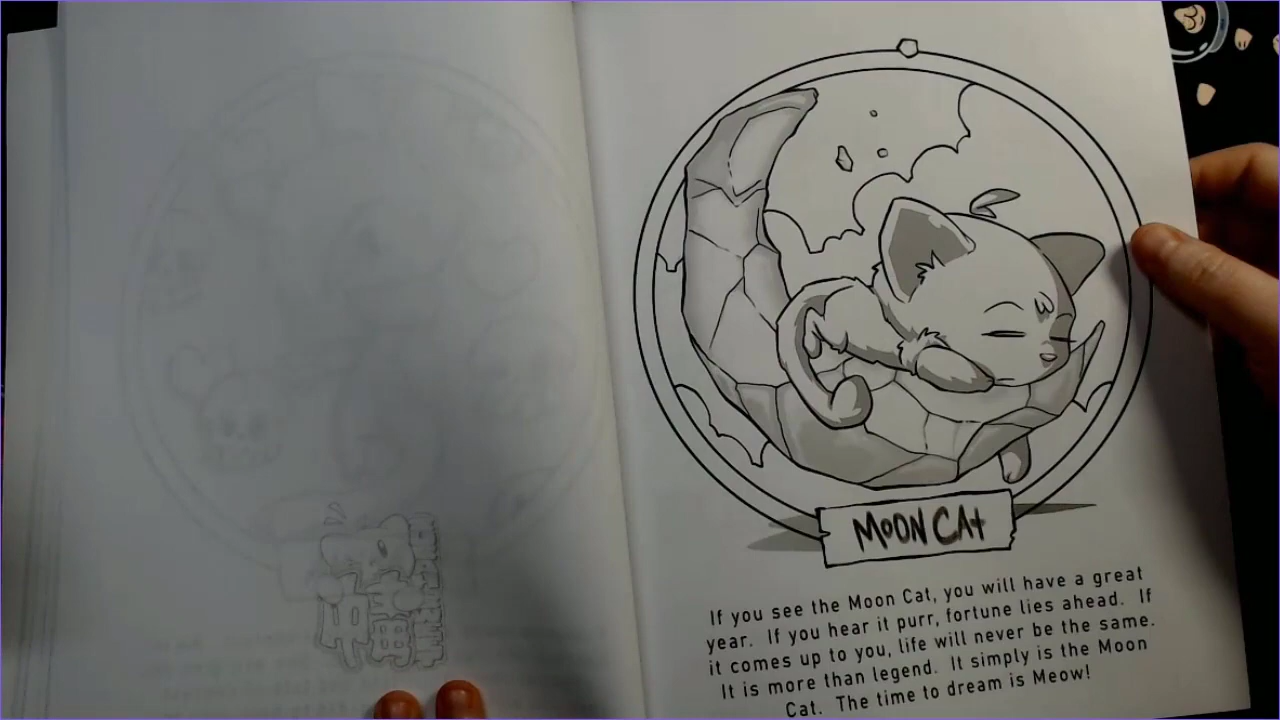 MOON CAt
If you see the Moon Cat, you will have a great
year. If you hear it purr, fortune lies ahead. If
it comes up to you, life will never be the same.
It is more than legend. It simply is the Moon
Cat. The time to dream is Meow!